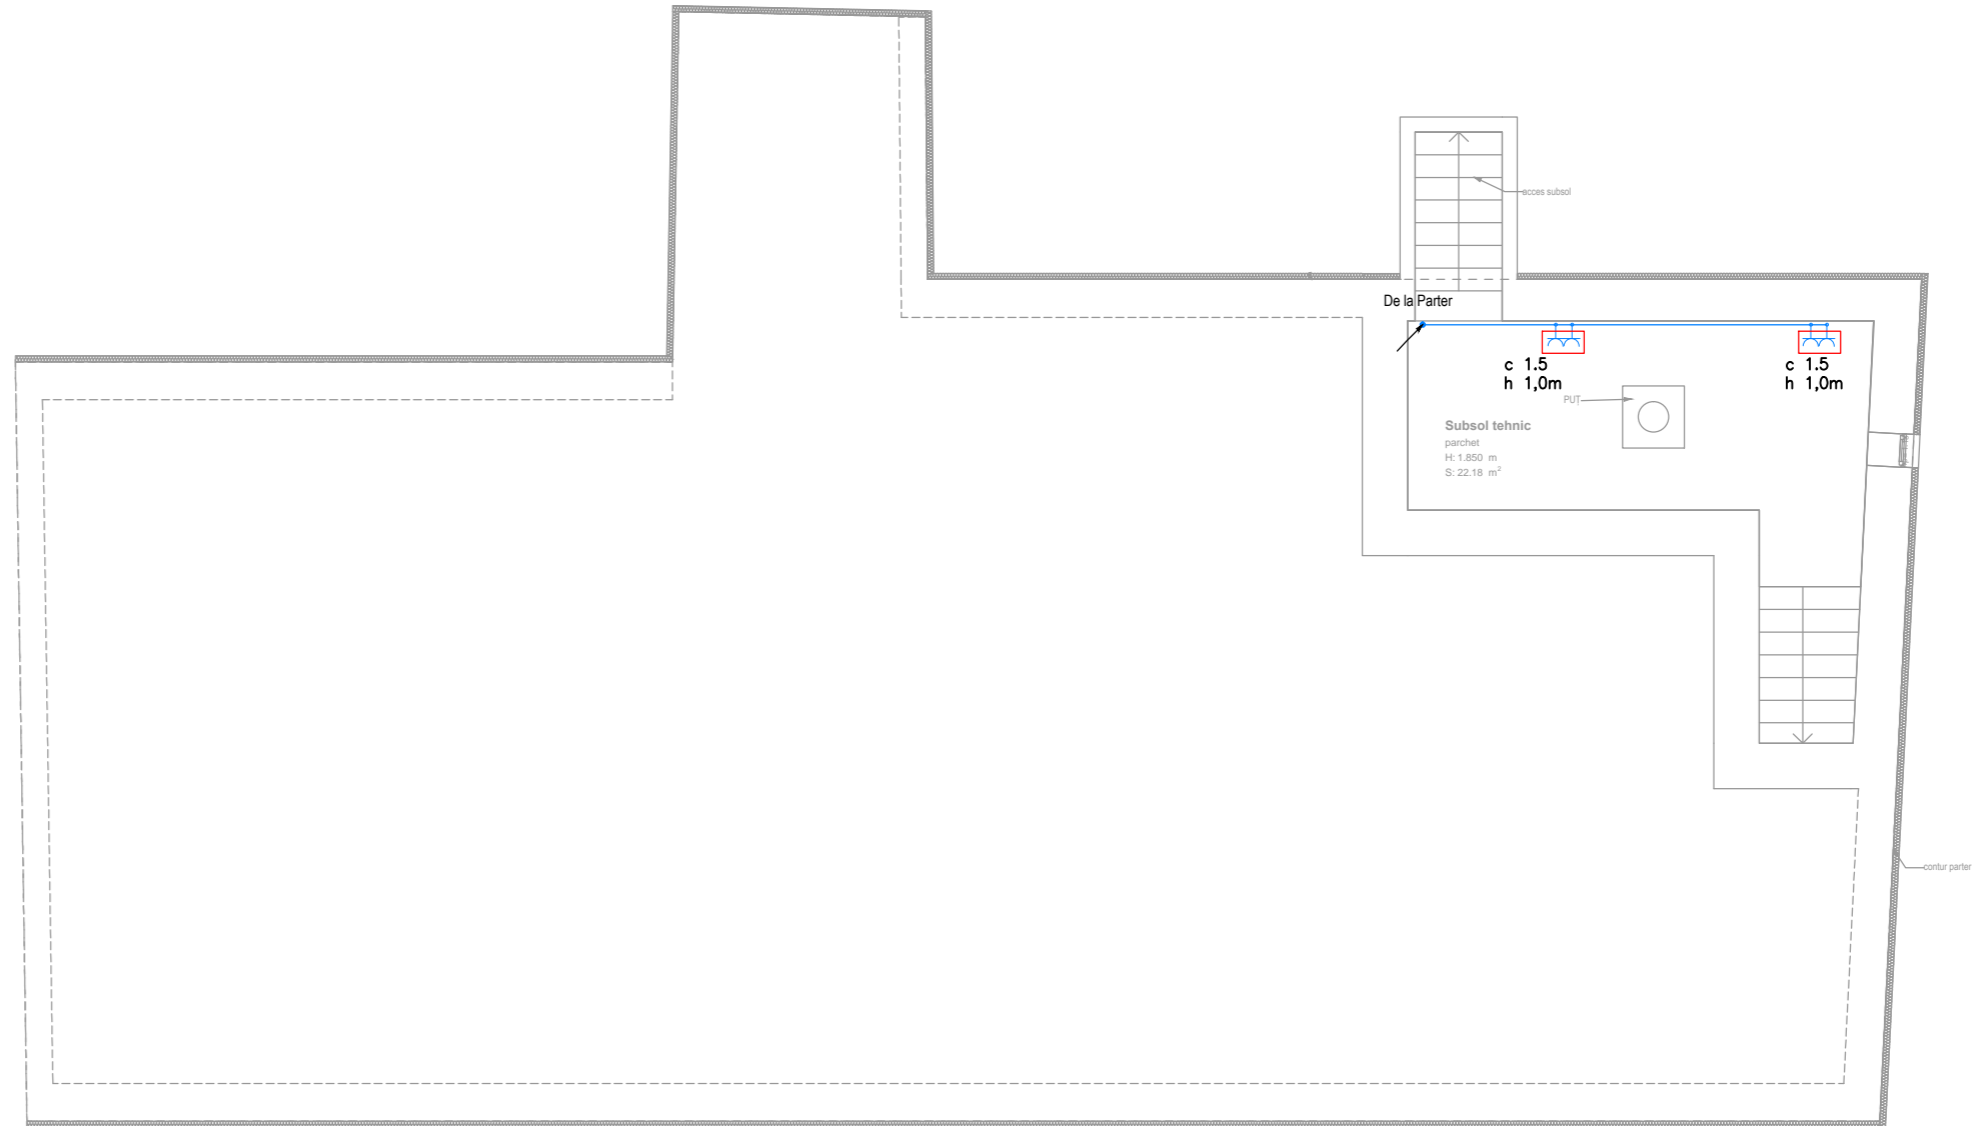 acces subsol
De la Parter
c 1.5
h 1,0m
c 1.5
h 1,0m
PUȚ
Subsol tehnic
parchet
H: 1.850 m
S: 22.18 m²
contur parter